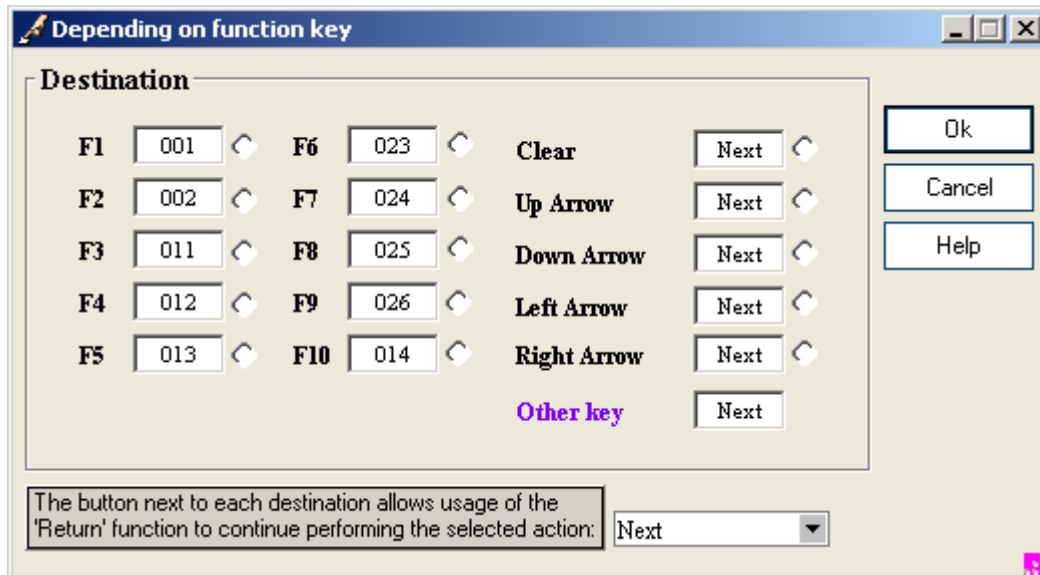 Depending on function key
Destination
F1 001 F6 023 Clear Next
F2 002 F7 024 Up Arrow Next
F3 011 F8 025 Down Arrow Next
F4 012 F9 026 Left Arrow Next
F5 013 F10 014 Right Arrow Next
Other key Next
Ok
Cancel
Help
The button next to each destination allows usage of the
'Return' function to continue performing the selected action:
Next